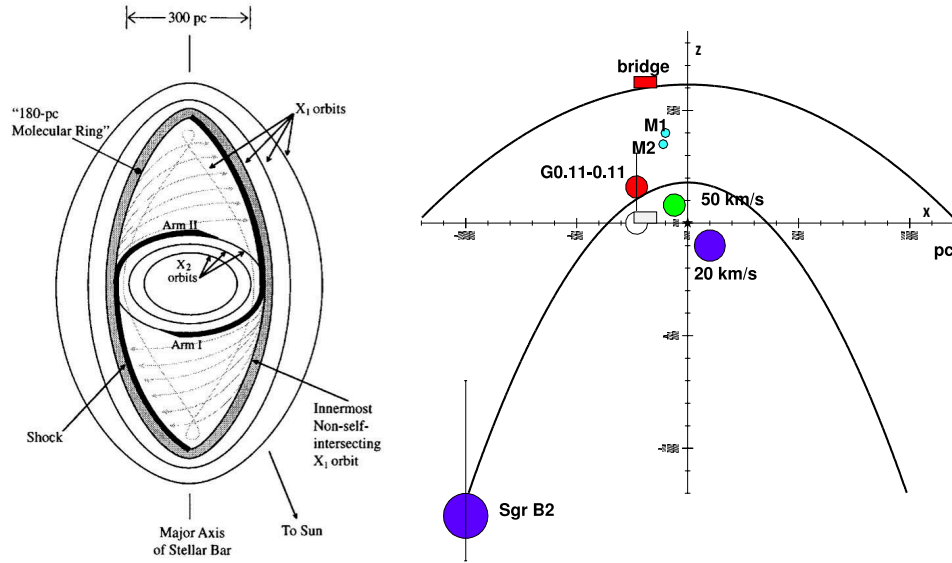 300 pc
"180-pc
Molecular Ring"
X1 orbits
Arm II
X2
orbits
Arm I
Shock
Innermost
Non-self-
intersecting
X1 orbit
Major Axis
of Stellar Bar
To Sun
z
bridge
M1
M2
G0.11-0.11
50 km/s
x
pc
20 km/s
Sgr B2